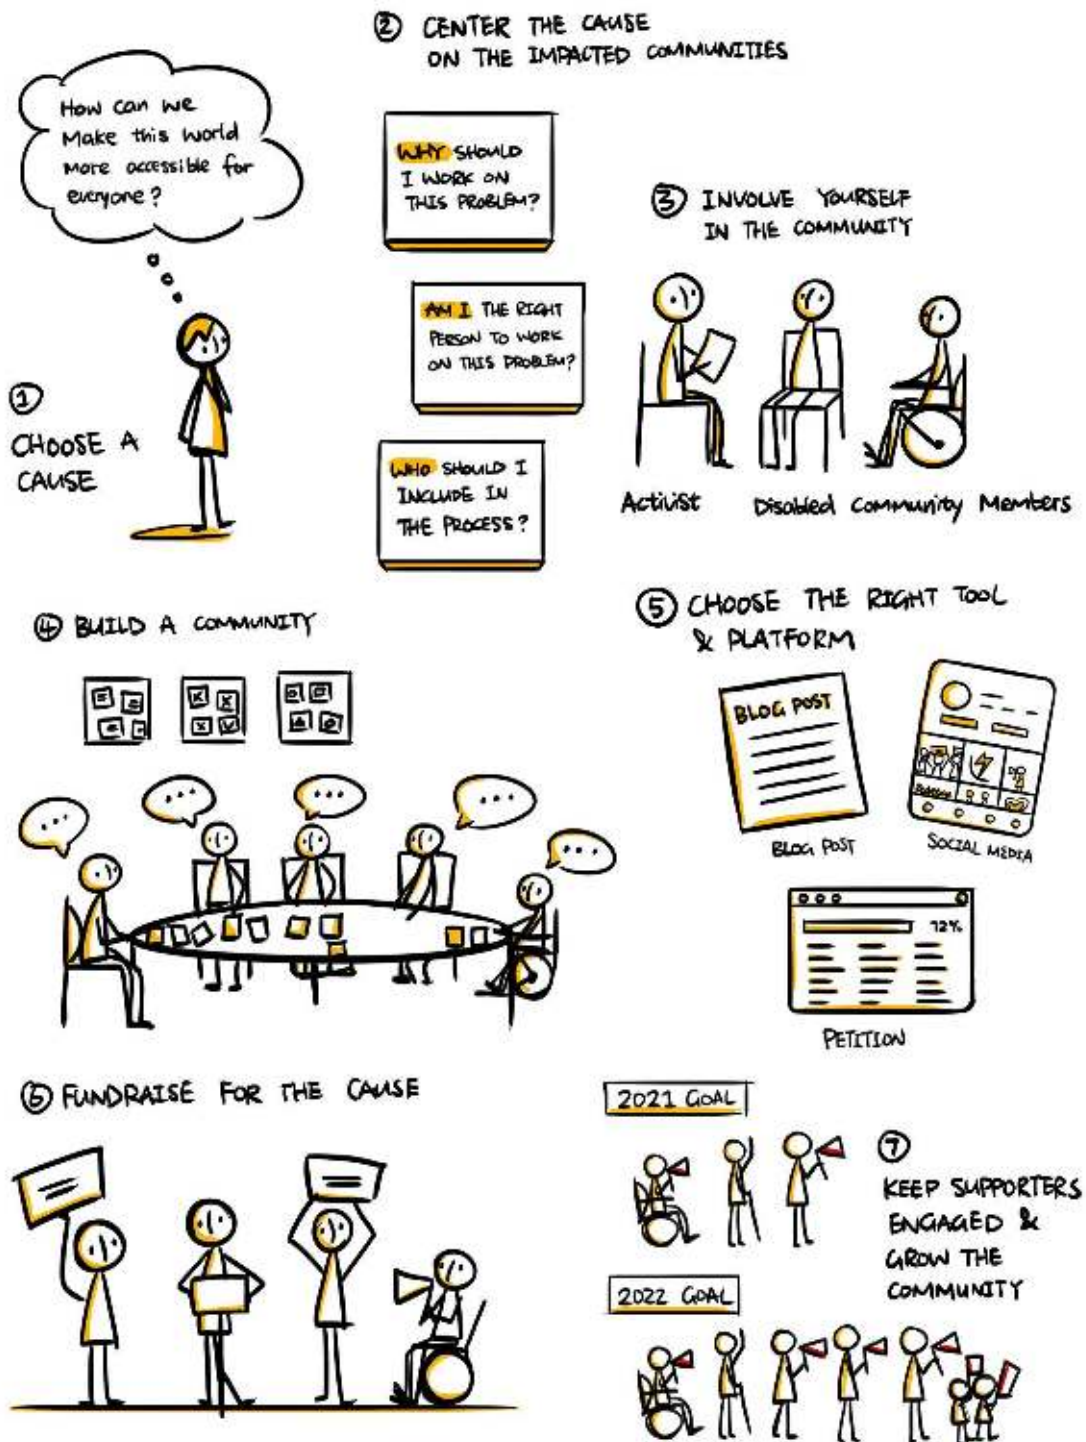 How can we
Make this world
More accessible for
everyone?
①
CHOOSE A
CAUSE
② CENTER THE CAUSE
ON THE IMPACTED COMMUNITIES
WHY SHOULD
I WORK ON
THIS PROBLEM?
AM I THE RIGHT
PERSON TO WORK
ON THIS PROBLEM?
WHO SHOULD I
INCLUDE IN
THE PROCESS?
③ INVOLVE YOURSELF
IN THE COMMUNITY
Activist
Disabled Community Members
④ BUILD A COMMUNITY
...
...
...
...
...
⑤ CHOOSE THE RIGHT TOOL
& PLATFORM
BLOG POST
BLOG POST
SOCIAL MEDIA
72%
PETITION
⑥ FUNDRAISE FOR THE CAUSE
2021 GOAL
2022 GOAL
⑦
KEEP SUPPORTERS
ENGAGED &
GROW THE
COMMUNITY